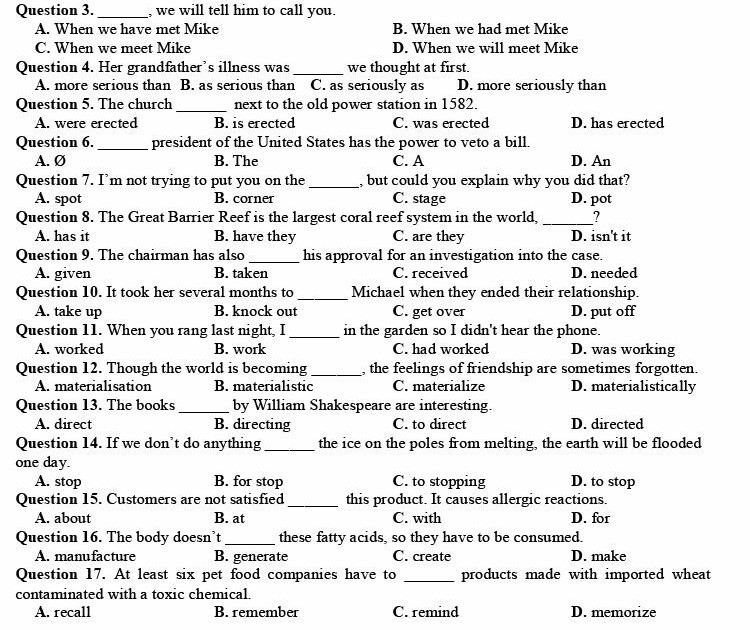 Question 3. _______, we will tell him to call you.
A. When we have met Mike B. When we had met Mike
C. When we meet Mike D. When we will meet Mike
Question 4. Her grandfather's illness was _______ we thought at first.
A. more serious than B. as serious than C. as seriously as D. more seriously than
Question 5. The church _______ next to the old power station in 1582.
A. were erected B. is erected C. was erected D. has erected
Question 6. _______ president of the United States has the power to veto a bill.
A. Ø B. The C. A D. An
Question 7. I'm not trying to put you on the _______, but could you explain why you did that?
A. spot B. corner C. stage D. pot
Question 8. The Great Barrier Reef is the largest coral reef system in the world, _______?
A. has it B. have they C. are they D. isn't it
Question 9. The chairman has also _______ his approval for an investigation into the case.
A. given B. taken C. received D. needed
Question 10. It took her several months to _______ Michael when they ended their relationship.
A. take up B. knock out C. get over D. put off
Question 11. When you rang last night, I _______ in the garden so I didn't hear the phone.
A. worked B. work C. had worked D. was working
Question 12. Though the world is becoming _______, the feelings of friendship are sometimes forgotten.
A. materialisation B. materialistic C. materialize D. materialistically
Question 13. The books _______ by William Shakespeare are interesting.
A. direct B. directing C. to direct D. directed
Question 14. If we don't do anything _______ the ice on the poles from melting, the earth will be flooded
one day.
A. stop B. for stop C. to stopping D. to stop
Question 15. Customers are not satisfied _______ this product. It causes allergic reactions.
A. about B. at C. with D. for
Question 16. The body doesn't _______ these fatty acids, so they have to be consumed.
A. manufacture B. generate C. create D. make
Question 17. At least six pet food companies have to _______ products made with imported wheat
contaminated with a toxic chemical.
A. recall B. remember C. remind D. memorize